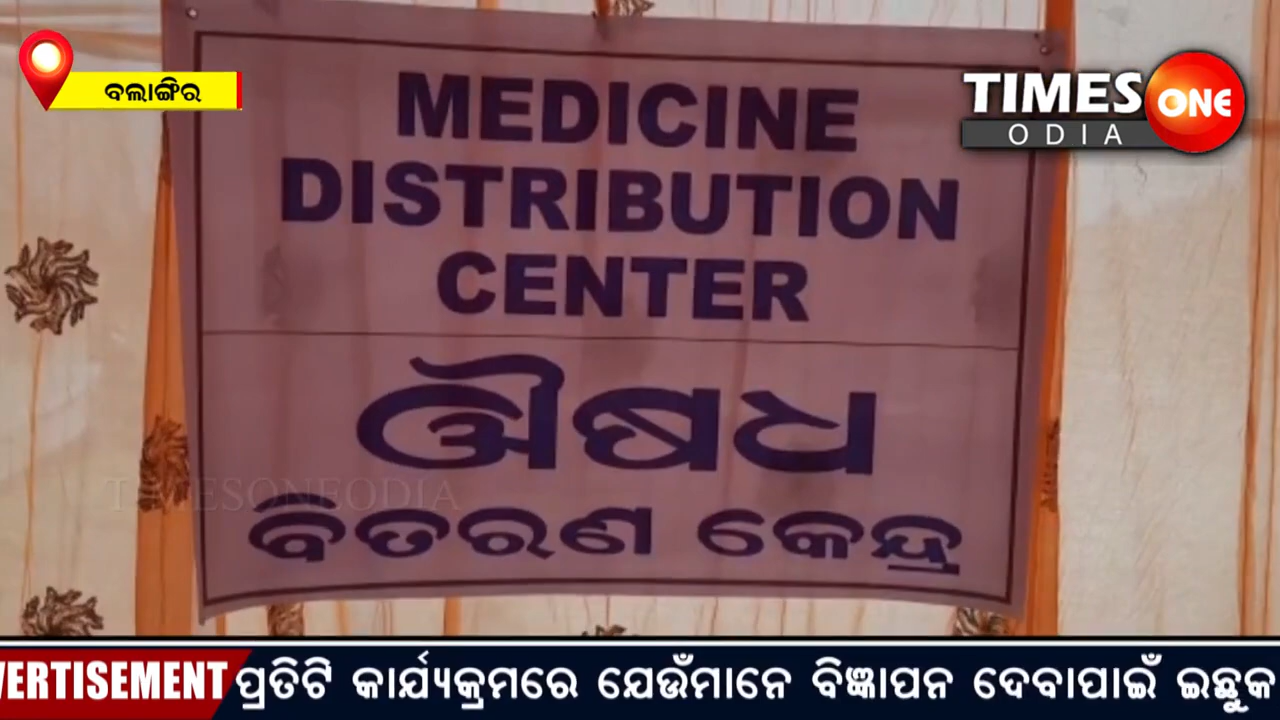 ବଲାଙ୍ଗିର
TIMES ONE
ODIA
MEDICINE
DISTRIBUTION
CENTER
ଔଷଧ
ବିତରଣ କେନ୍ଦ୍ର
TIMESONEODIA
VERTISEMENT ପ୍ରତିଟି କାର୍ଯ୍ୟକ୍ରମରେ ଯେଉଁମାନେ ବିଜ୍ଞାପନ ଦେବାପାଇଁ ଇଚ୍ଛୁକ